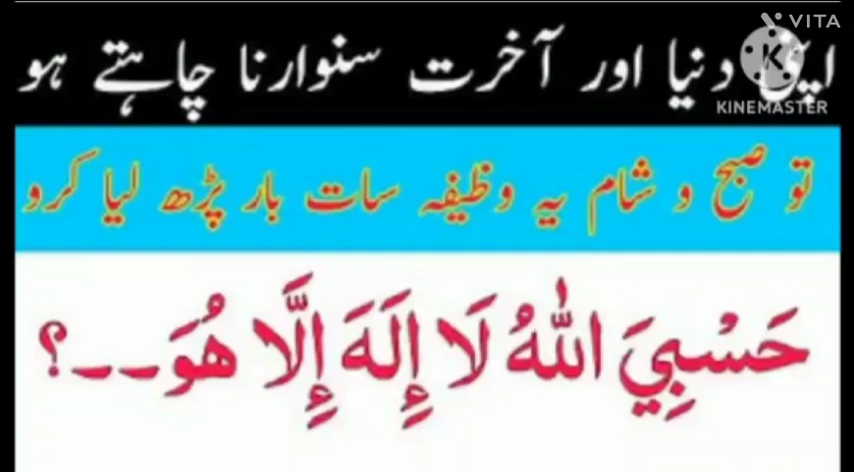 VITA
KINEMASTER
اپنی دنیا اور آخرت سنوارنا چاہتے ہو
تو صبح و شام یہ وظیفہ سات بار پڑھ لیا کرو
حَسْبِيَ اللّٰهُ لَا إِلَهَ إِلَّا هُوَ۔۔۔؟